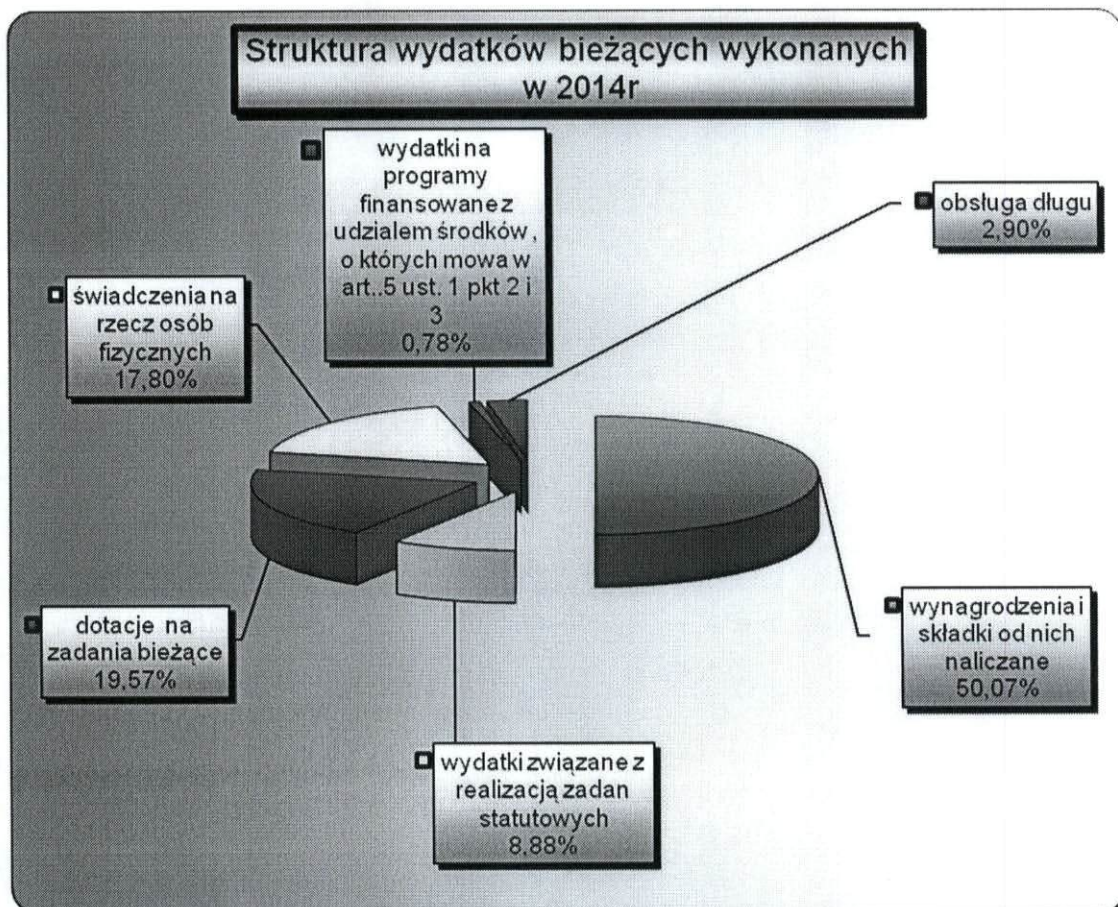 Struktura wydatków bieżących wykonanych
w 2014r
wydatki na
programy
finansowane z
udzialem środków ,
o których mowa w
art..5 ust. 1 pkt 2 i
3
0,78%
obsługa długu
2,90%
świadczenia na
rzecz osób
fizycznych
17,80%
dotacje na
zadania bieżące
19,57%
wynagrodzenia i
składki od nich
naliczane
50,07%
wydatki związane z
realizacją zadan
statutowych
8,88%